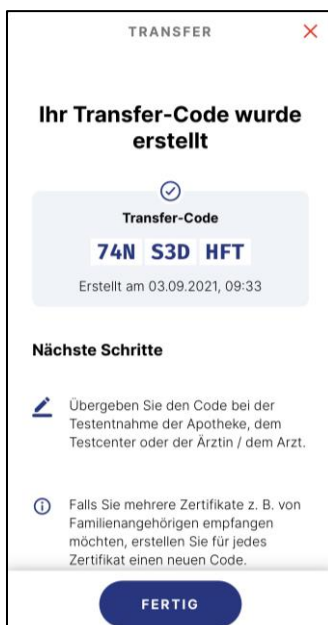 TRANSFER
Ihr Transfer-Code wurde
erstellt
Transfer-Code
74N S3D HFT
Erstellt am 03.09.2021, 09:33
Nächste Schritte
Übergeben Sie den Code bei der
Testentnahme der Apotheke, dem
Testcenter oder der Ärztin / dem Arzt.
Falls Sie mehrere Zertifikate z. B. von
Familienangehörigen empfangen
möchten, erstellen Sie für jedes
Zertifikat einen neuen Code.
FERTIG